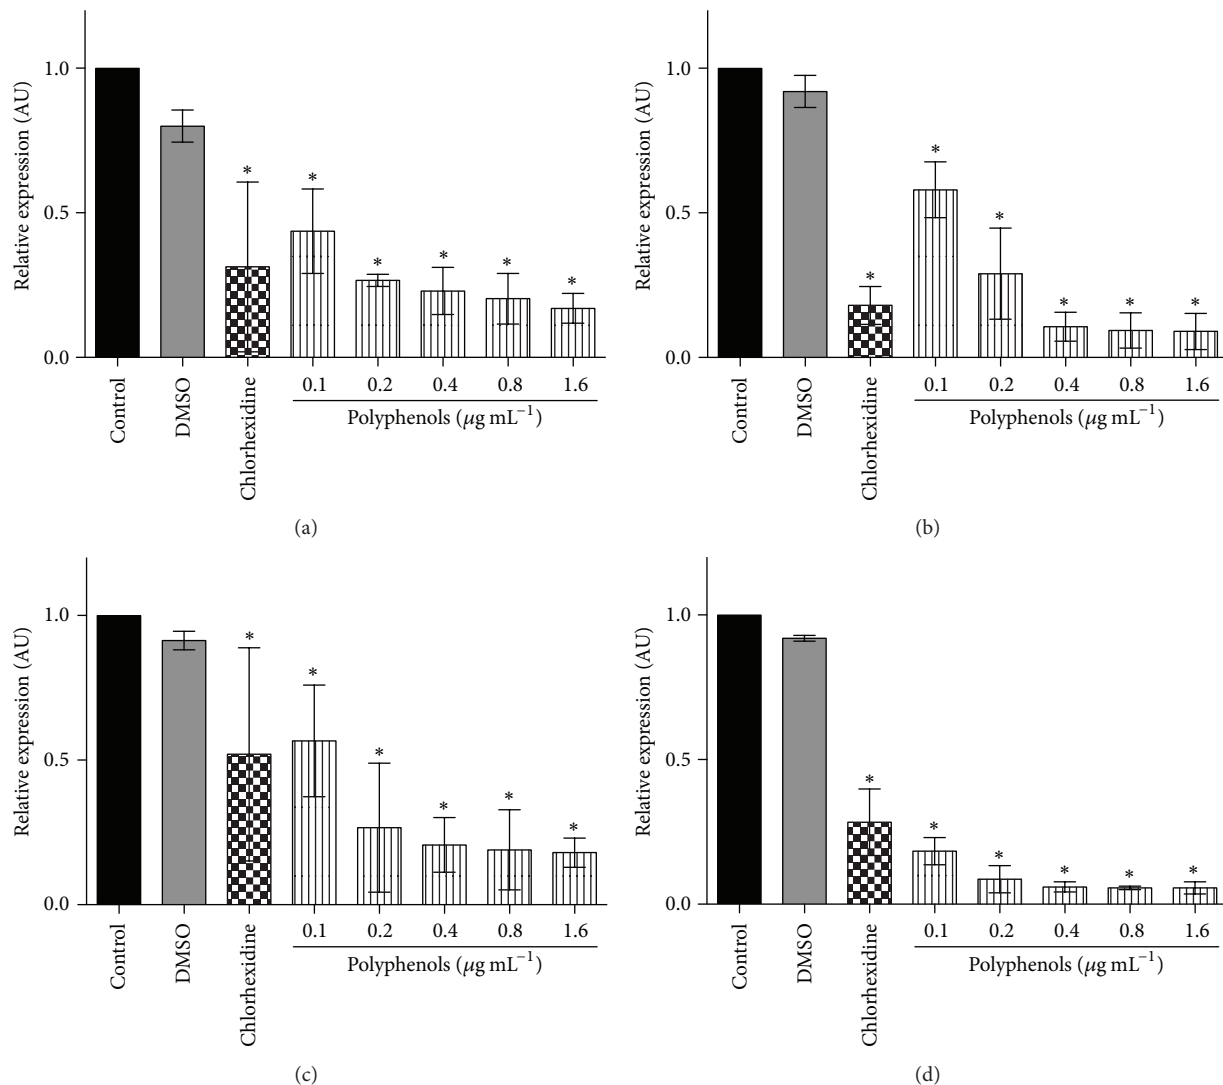 Relative expression (AU)
1.0
0.5
0.0
*
*
*
*
*
*
Control
DMSO
Chlorhexidine
0.1 0.2 0.4 0.8 1.6
Polyphenols (μg mL⁻¹)
(a)
Relative expression (AU)
1.0
0.5
0.0
*
*
*
*
*
*
Control
DMSO
Chlorhexidine
0.1 0.2 0.4 0.8 1.6
Polyphenols (μg mL⁻¹)
(b)
Relative expression (AU)
1.0
0.5
0.0
*
*
*
*
*
*
Control
DMSO
Chlorhexidine
0.1 0.2 0.4 0.8 1.6
Polyphenols (μg mL⁻¹)
(c)
Relative expression (AU)
1.0
0.5
0.0
*
*
*
*
*
*
Control
DMSO
Chlorhexidine
0.1 0.2 0.4 0.8 1.6
Polyphenols (μg mL⁻¹)
(d)